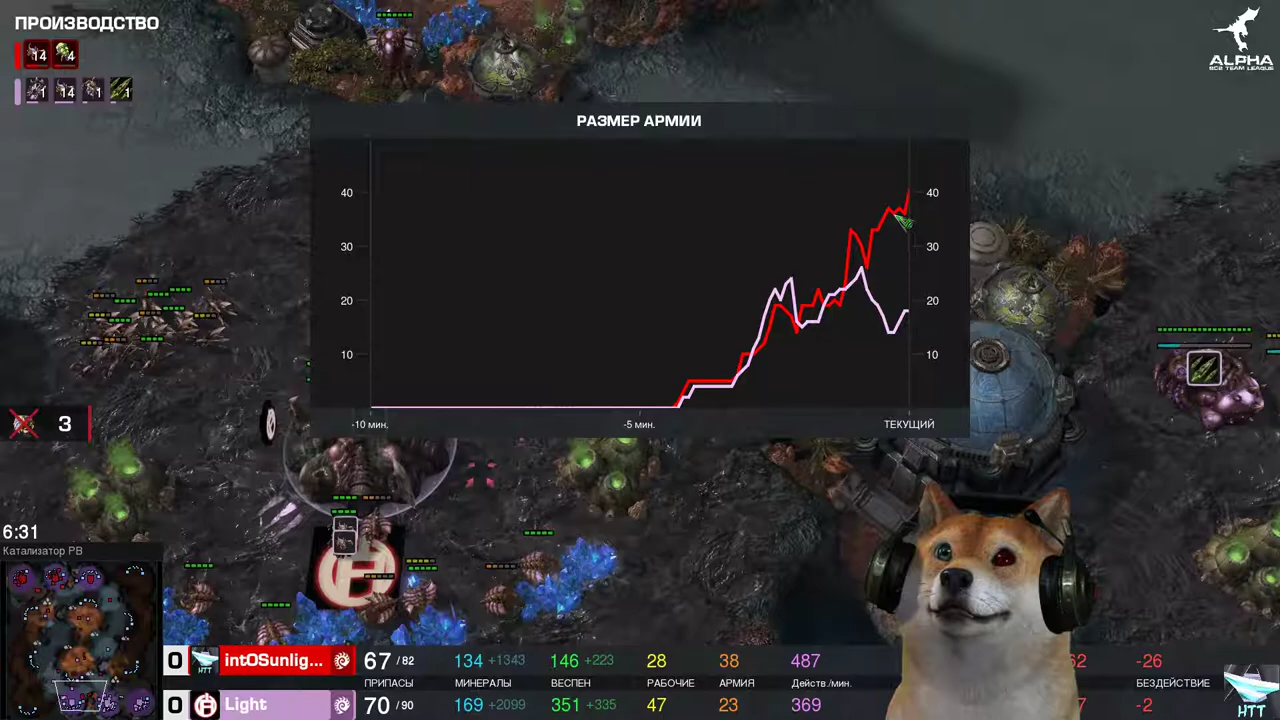 ПРОИЗВОДСТВО
14 4
1 14 1 1
ALPHA
SC2 TEAM LEAGUE
РАЗМЕР АРМИИ
40 40
30 30
20 20
10 10
-10 мин. -5 мин. ТЕКУЩИЙ
3
6:31
Катализатор РВ
0 HTT intOSunlig... 67 / 82 134 +1343 146 +223 28 38 487 -26
ПРИПАСЫ МИНЕРАЛЫ ВЕСПЕН РАБОЧИЕ АРМИЯ Действ./мин. БЕЗДЕЙСТВИЕ
0 Light 70 / 90 169 +2099 351 +335 47 23 369 -2
HTT